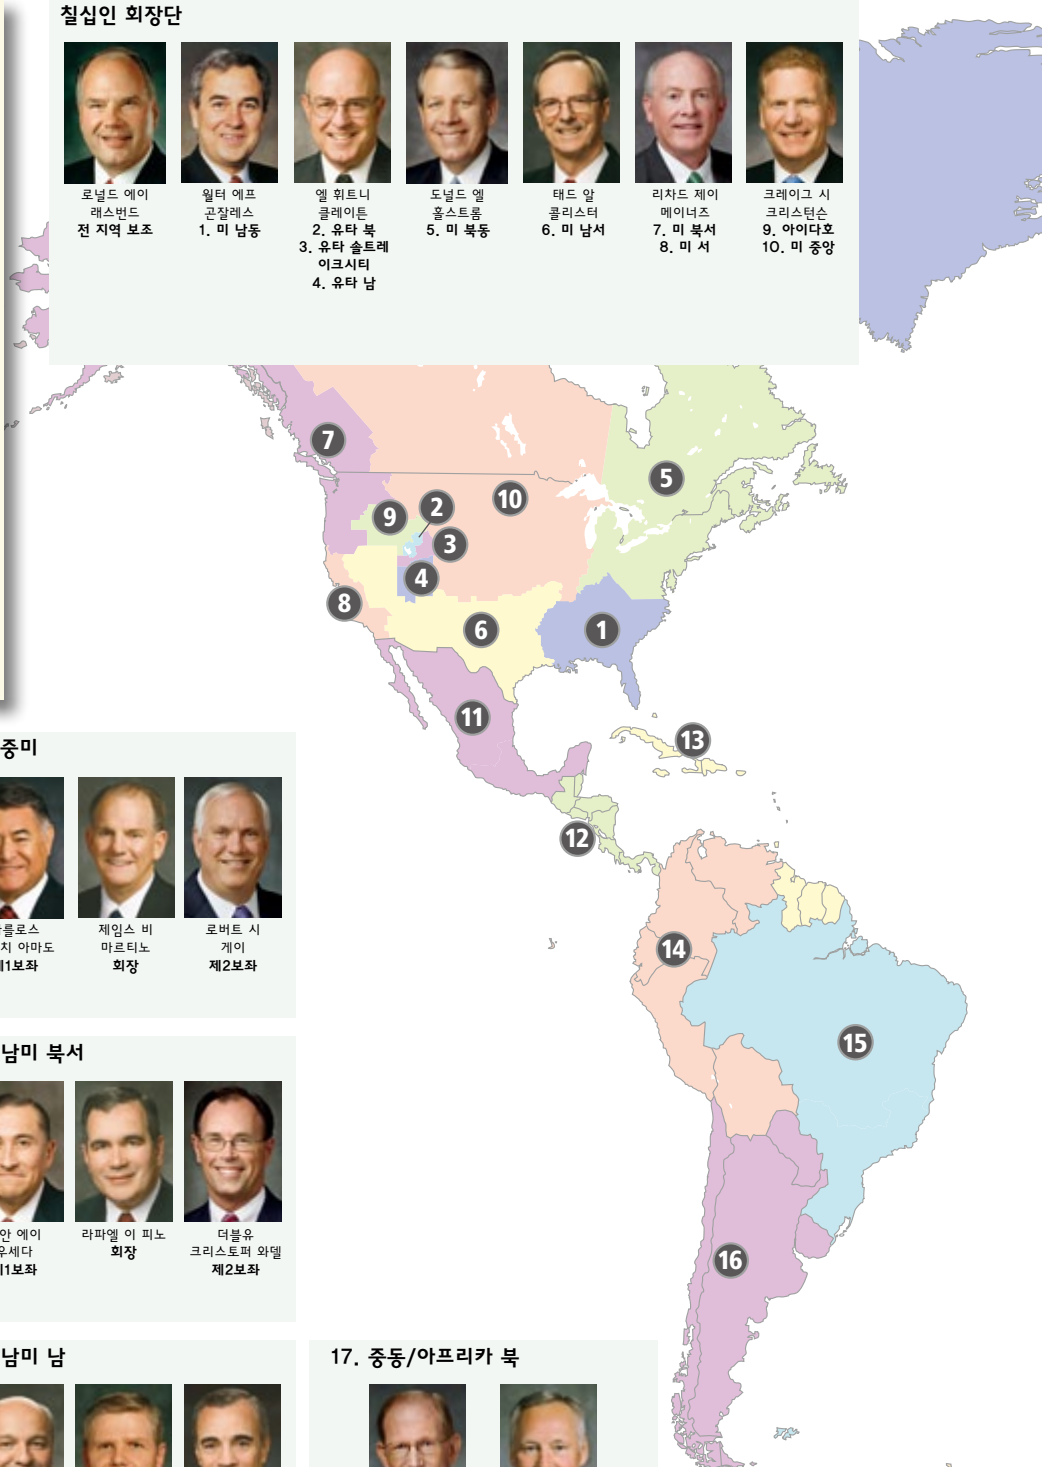 칠십인 회장단
로널드 에이
래스번드
전 지역 보조
월터 에프
곤잘레스
1. 미 남동
엘 휘트니
클레이튼
2. 유타 북
3. 유타 솔트레
이크시티
4. 유타 남
도널드 엘
홀스트롬
5. 미 북동
태드 알
콜리스터
6. 미 남서
리차드 제이
메이너즈
7. 미 북서
8. 미 서
크레이그 시
크리스턴슨
9. 아이다호
10. 미 중앙
7
5
10
2
9
3
4
8
6
1
11
13
12
14
15
16
중미
치 아마도
제임스 비
마르티노
회장
로버트 시
게이
제2보좌
남미 북서
에이
라파엘 이 피노
회장
더블유
크리스토퍼 와델
제2보좌
남미 남
17. 중동/아프리카 북